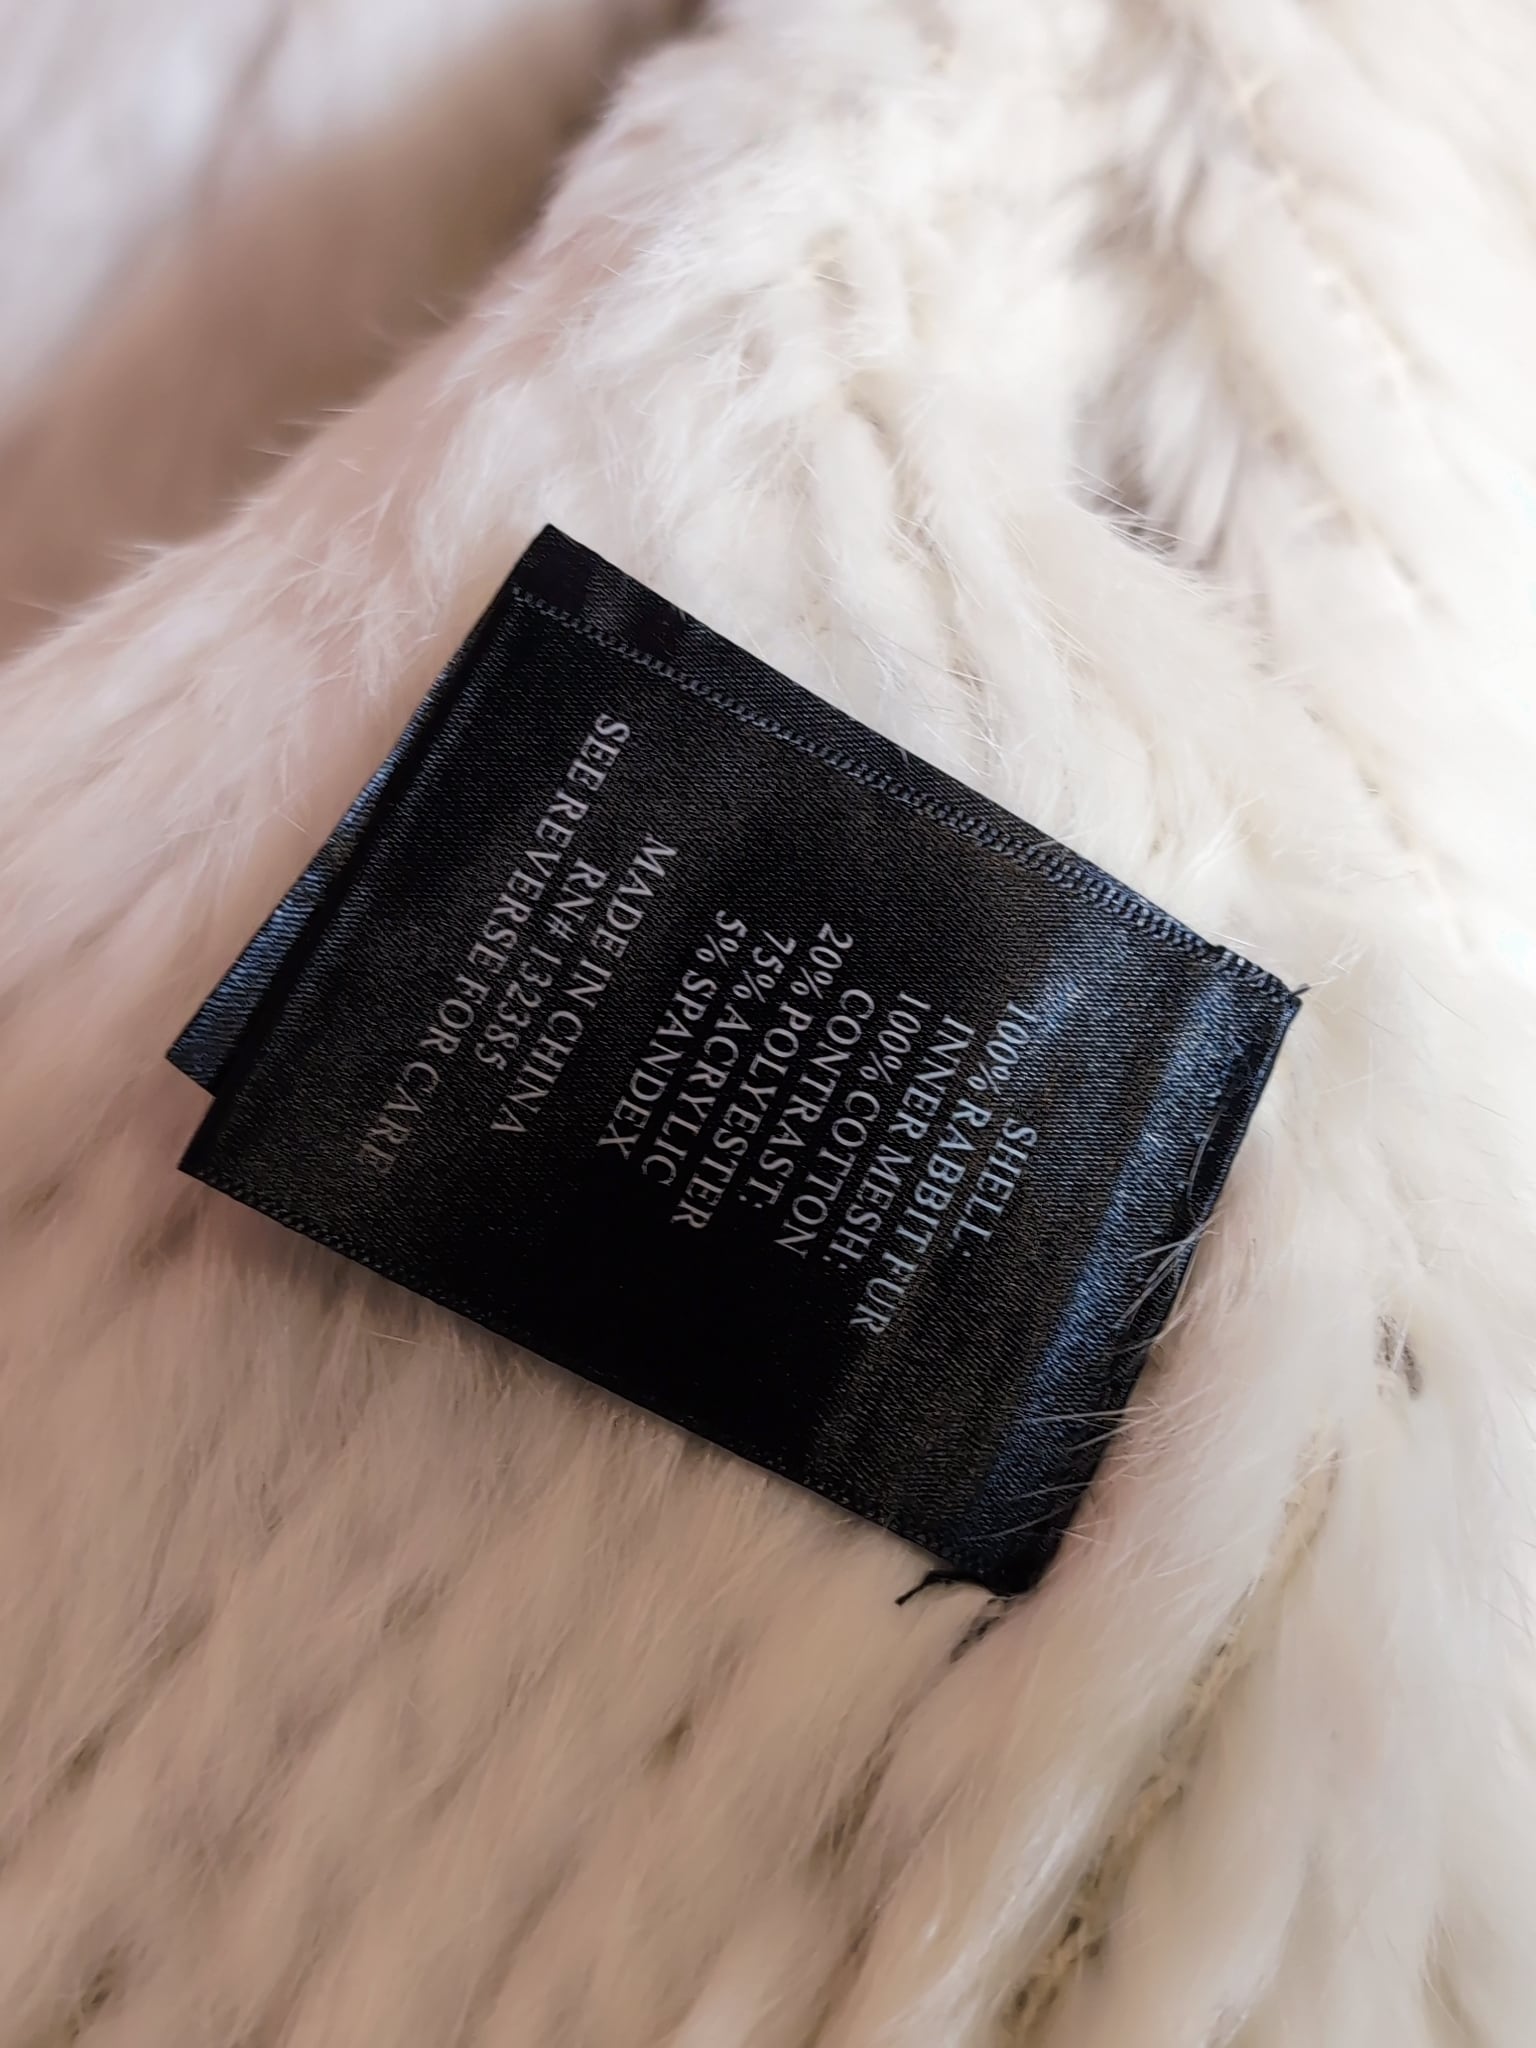 SHELL:
100% RABBIT FUR
INNER MESH:
100% COTTON
CONTRAST:
20% POLYESTER
75% ACRYLIC
5% SPANDEX
MADE IN CHINA
RN# 132385
SEE REVERSE FOR CARE